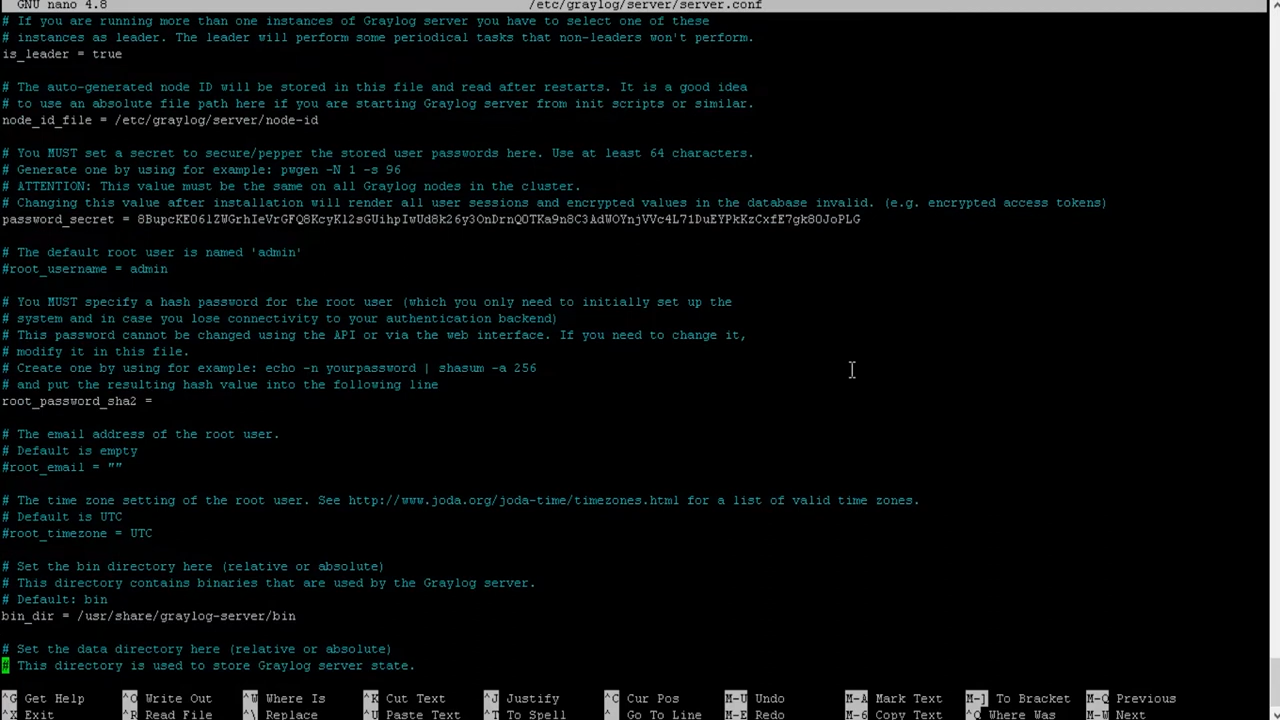 GNU nano 4.8 /etc/graylog/server/server.conf
# If you are running more than one instances of Graylog server you have to select one of these
# instances as leader. The leader will perform some periodical tasks that non-leaders won't perform.
is_leader = true
# The auto-generated node ID will be stored in this file and read after restarts. It is a good idea
# to use an absolute file path here if you are starting Graylog server from init scripts or similar.
node_id_file = /etc/graylog/server/node-id
# You MUST set a secret to secure/pepper the stored user passwords here. Use at least 64 characters.
# Generate one by using for example: pwgen -N 1 -s 96
# ATTENTION: This value must be the same on all Graylog nodes in the cluster.
# Changing this value after installation will render all user sessions and encrypted values in the database invalid. (e.g. encrypted access tokens)
password_secret =
# The default root user is named 'admin'
#root_username = admin
# You MUST specify a hash password for the root user (which you only need to initially set up the
# system and in case you lose connectivity to your authentication backend)
# This password cannot be changed using the API or via the web interface. If you need to change it,
# modify it in this file.
# Create one by using for example: echo -n yourpassword | shasum -a 256
# and put the resulting hash value into the following line
root_password_sha2 =
# The email address of the root user.
# Default is empty
#root_email = ""
# The time zone setting of the root user. See http://www.joda.org/joda-time/timezones.html for a list of valid time zones.
# Default is UTC
#root_timezone = UTC
# Set the bin directory here (relative or absolute)
# This directory contains binaries that are used by the Graylog server.
# Default: bin
bin_dir = /usr/share/graylog-server/bin
# Set the data directory here (relative or absolute)
# This directory is used to store Graylog server state.
^G Get Help ^O Write Out ^W Where Is ^K Cut Text ^J Justify ^C Cur Pos M-U Undo M-A Mark Text M-] To Bracket M-Q Previous
^X Exit ^R Read File ^\ Replace ^U Paste Text ^T To Spell ^_ Go To Line M-E Redo M-6 Copy Text ^Q Where Was M-W Next